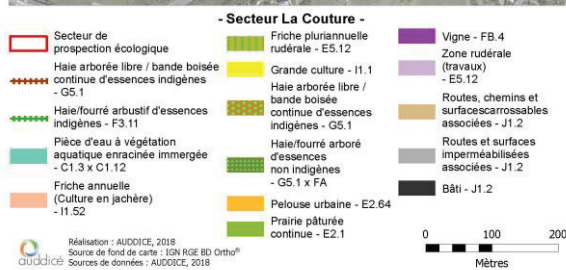 - Secteur La Couture -
Secteur de
prospection écologique
Haie arborée libre / bande boisée
continue d'essences indigènes
- G5.1
Haie/fourré arbustif d'essences
indigènes - F3.11
Pièce d'eau à végétation
aquatique enracinée immergée
- C1.3 x C1.12
Friche annuelle
(Culture en jachère)
- I1.52
Friche pluriannuelle
rudérale - E5.12
Grande culture - I1.1
Haie arborée libre /
bande boisée
continue d'essences
indigènes - G5.1
Haie/fourré arboré
d'essences
non indigènes
- G5.1 x FA
Pelouse urbaine - E2.64
Prairie pâturée
continue - E2.1
Vigne - FB.4
Zone rudérale
(travaux)
- E5.12
Routes, chemins et
surfacescarrossables
associées - J1.2
Routes et surfaces
imperméabilisées
associées - J1.2
Bâti - J1.2
0 100 200
Mètres
auddicé
Réalisation : AUDDICE, 2018
Source de fond de carte : IGN RGE BD Ortho®
Sources de données : AUDDICE, 2018